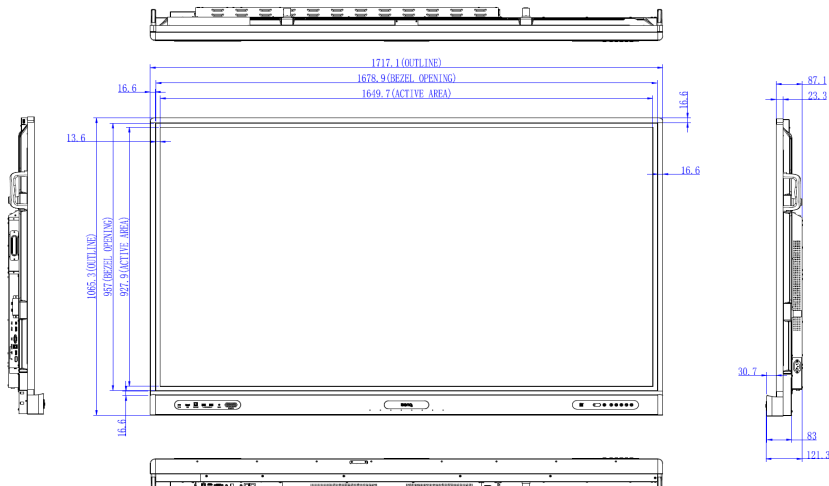 1717.1(OUTLINE)
1678.9(BEZEL OPENING)
16.6
1649.7(ACTIVE AREA)
16.6
87.1
23.3
13.6
16.6
1065.3(OUTLINE)
957(BEZEL OPENING)
927.9(ACTIVE AREA)
30.7
16.6
83
121.3